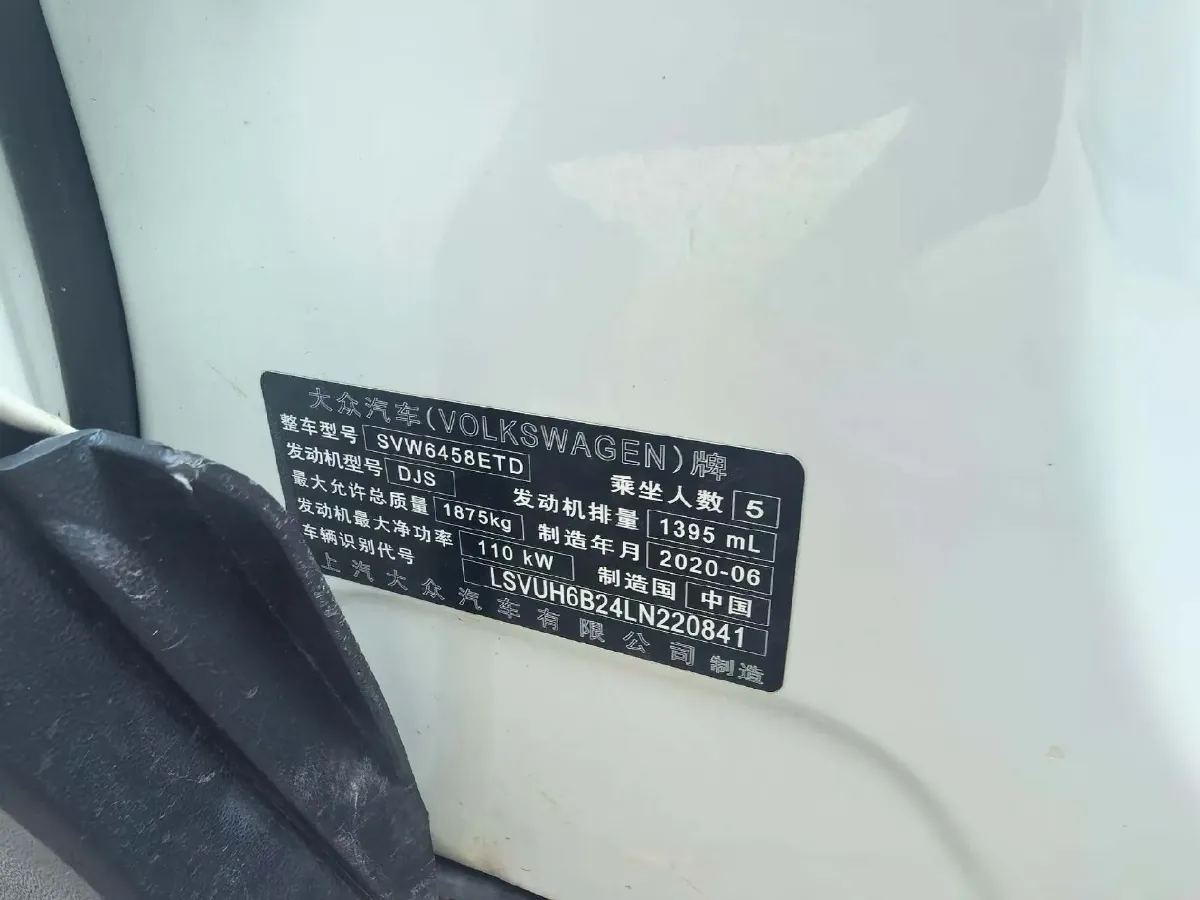 大众汽车(VOLKSWAGEN)牌
整车型号 SVW6458ETD 乘坐人数 5
发动机型号 DJS 发动机排量 1395 mL
最大允许总质量 1875kg 制造年月 2020-06
发动机最大净功率 110 kW 制造国 中国
车辆识别代号 LSVUH6B24LN220841
上汽大众汽车有限公司制造